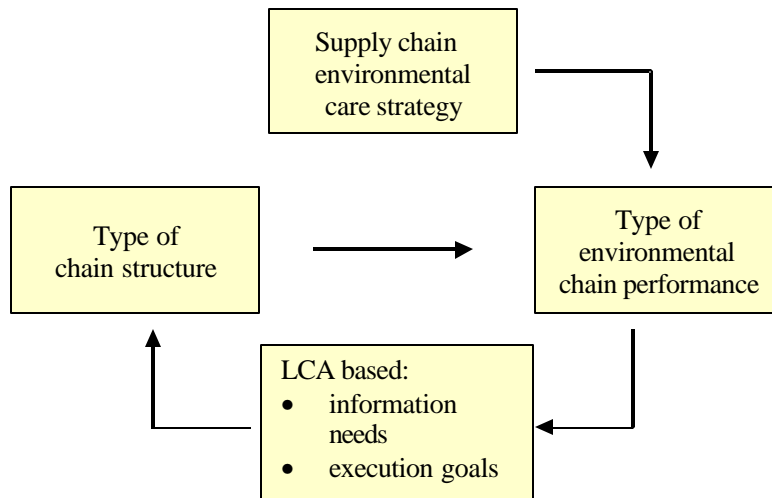 Supply chain
environmental
care strategy
Type of
chain structure
Type of
environmental
chain performance
LCA based:
• information
needs
• execution goals